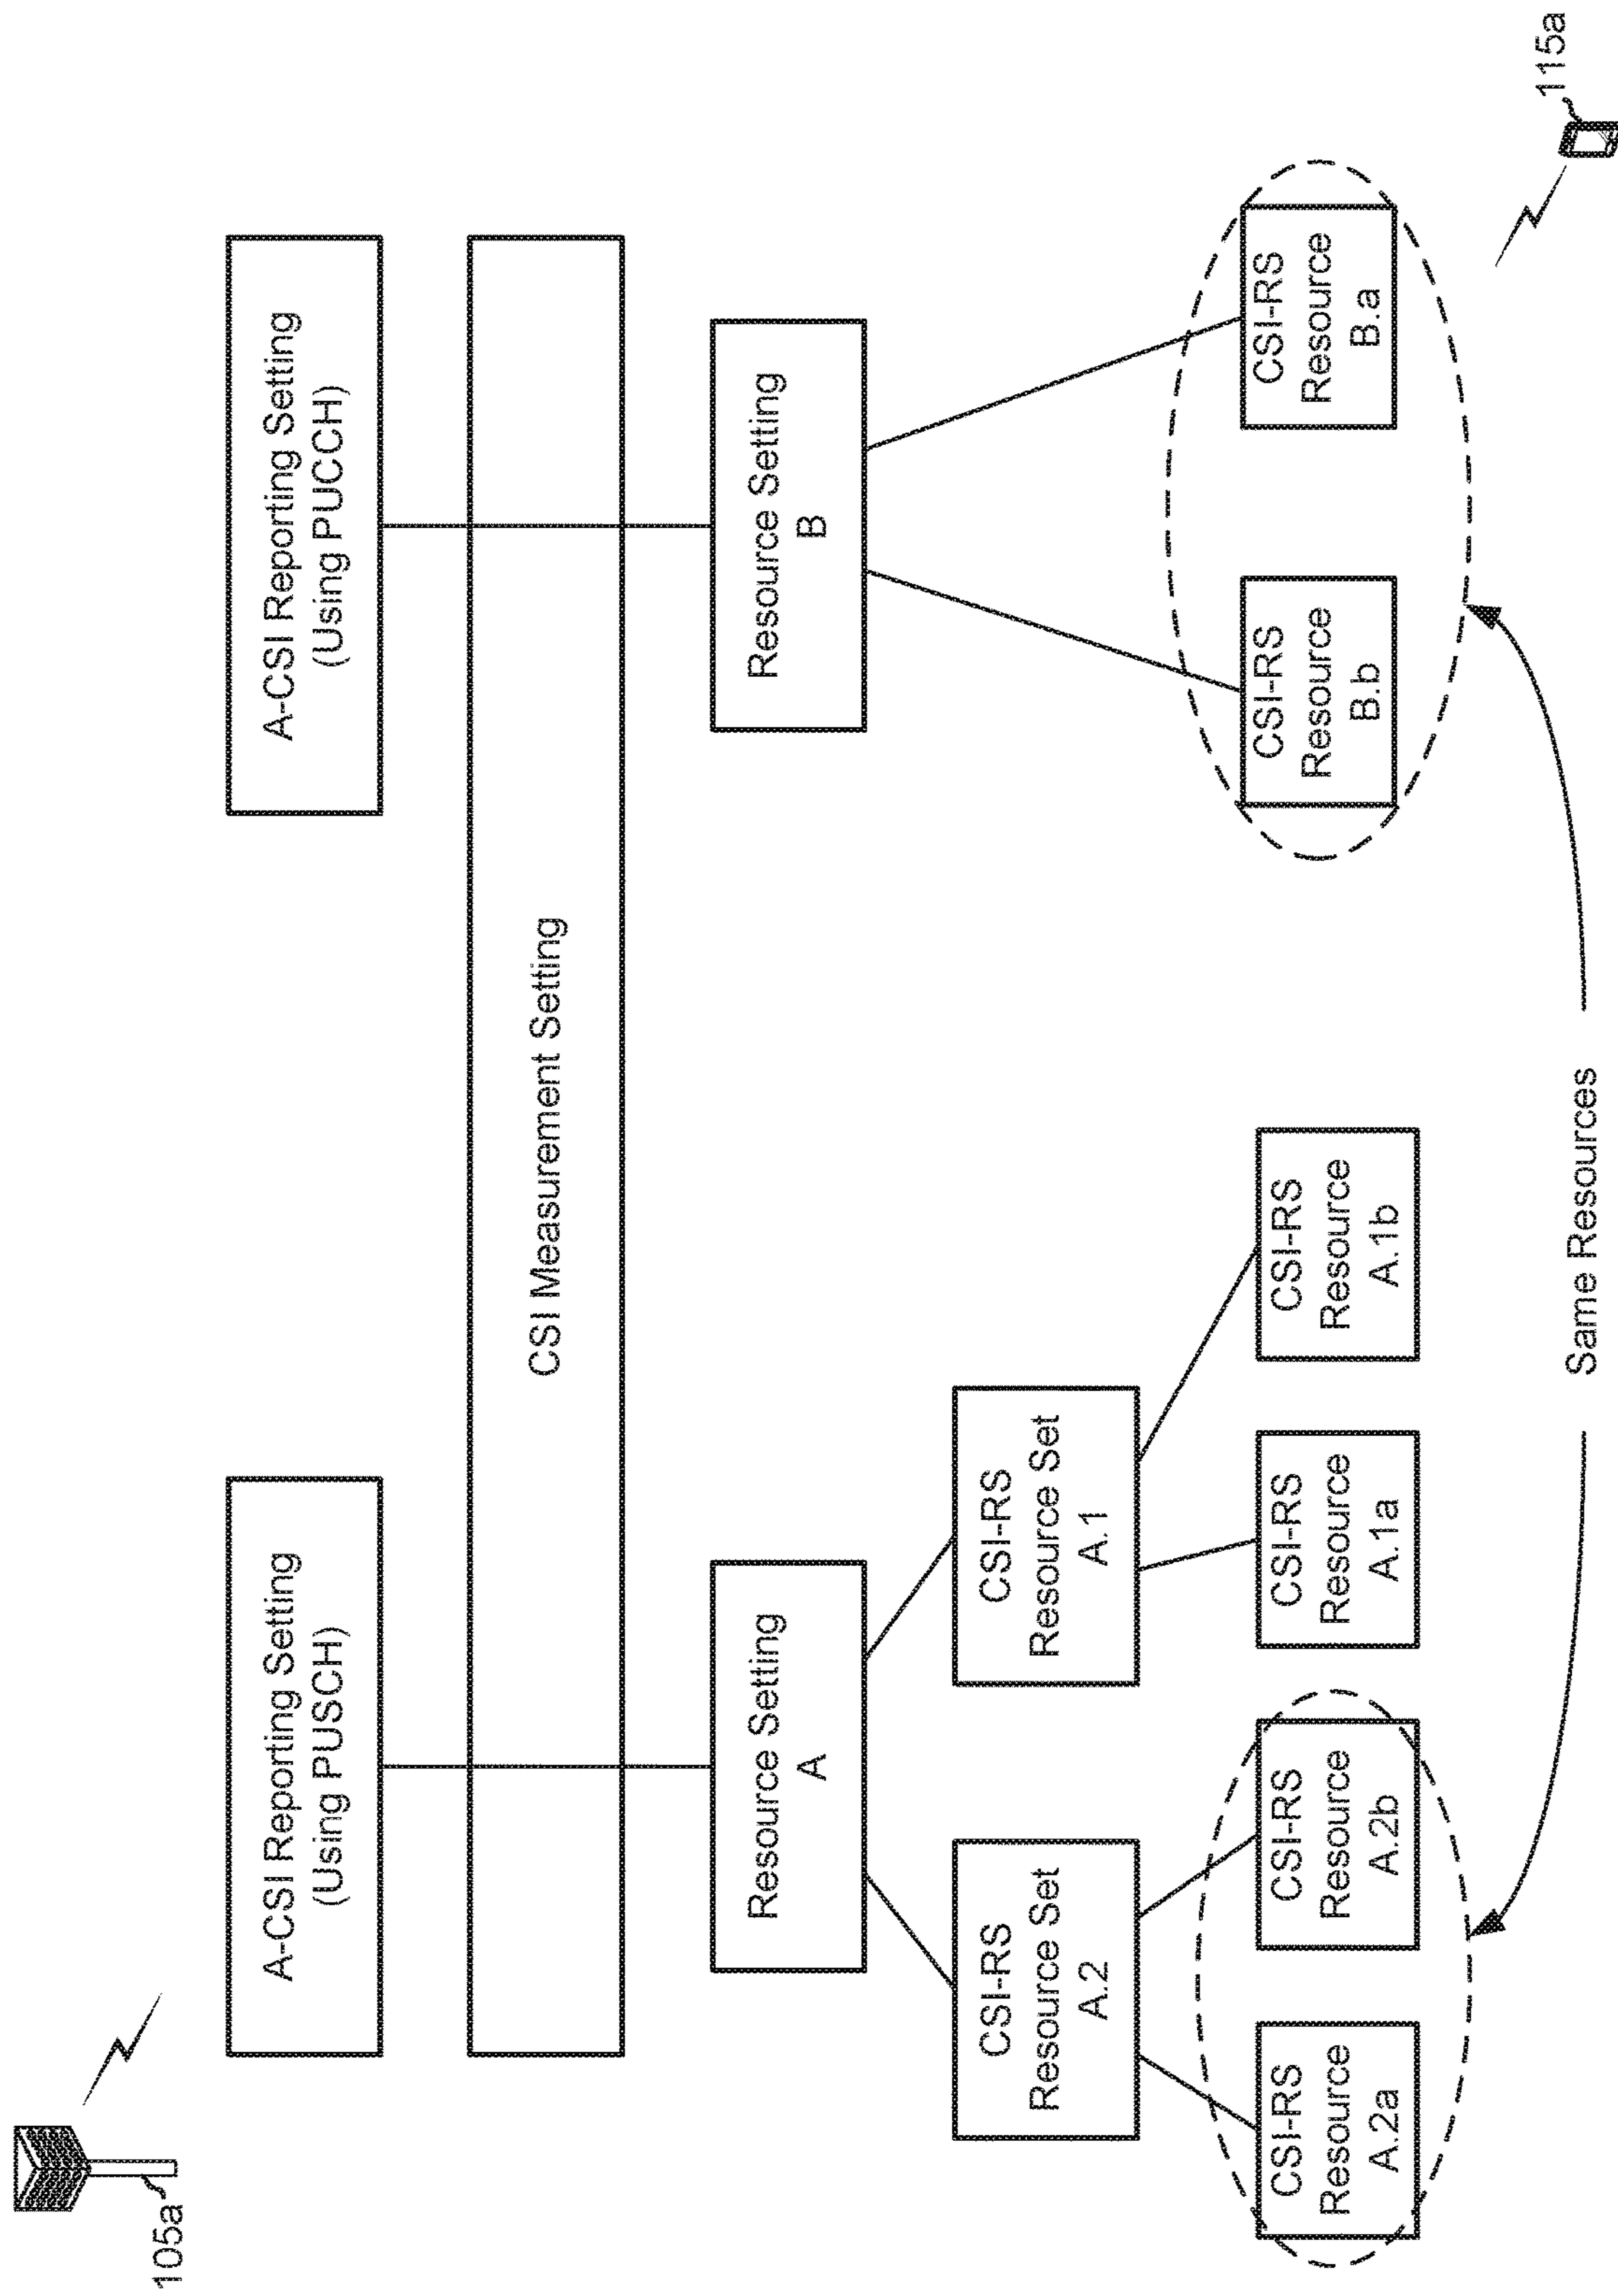 105a
A-CSI Reporting Setting
(Using PUSCH)
A-CSI Reporting Setting
(Using PUCCH)
CSI Measurement Setting
Resource Setting
A
Resource Setting
B
CSI-RS
Resource Set
A.2
CSI-RS
Resource Set
A.1
CSI-RS
Resource
A.2a
CSI-RS
Resource
A.2b
CSI-RS
Resource
A.1a
CSI-RS
Resource
A.1b
CSI-RS
Resource
B.b
CSI-RS
Resource
B.a
Same Resources
115a